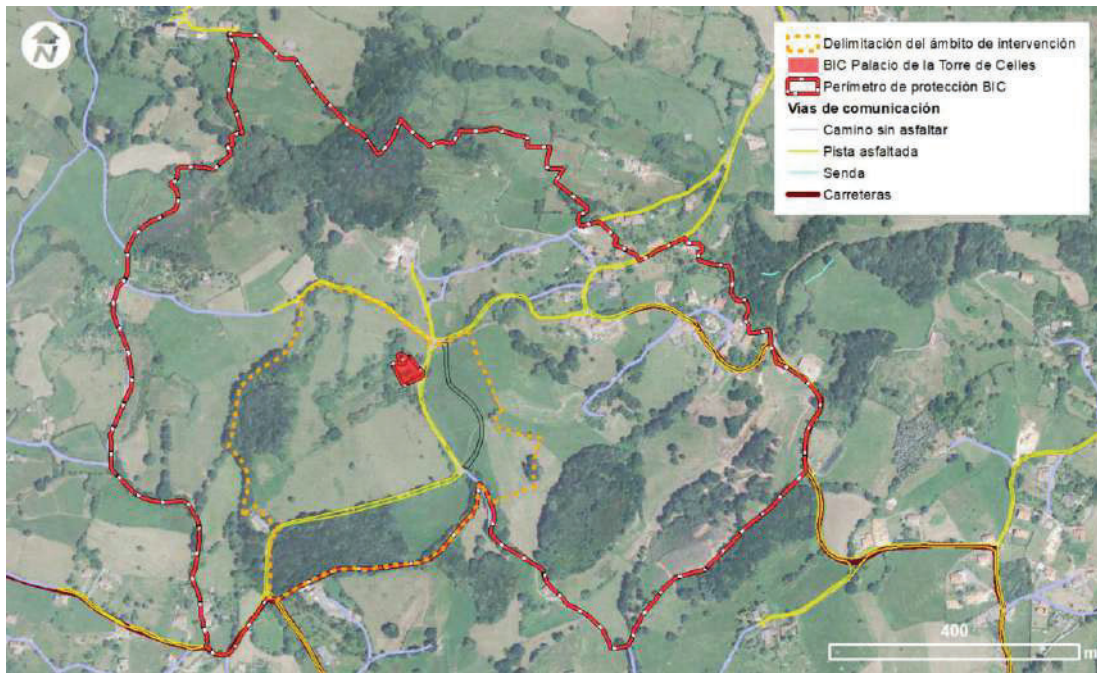 N
Delimitación del ámbito de intervención
BIC Palacio de la Torre de Celles
Perímetro de protección BIC
Vías de comunicación
Camino sin asfaltar
Pista asfaltada
Senda
Carreteras
400
m